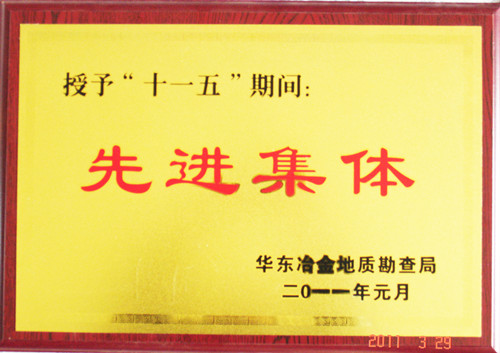 授予“十一五”期间:
先进集体
华东冶金地质勘查局
二0一一年元月
2011 3 29